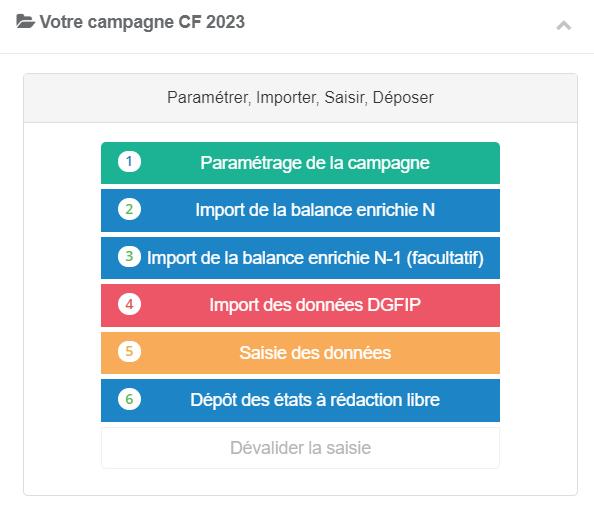 Votre campagne CF 2023
Paramétrer, Importer, Saisir, Déposer
1 Paramétrage de la campagne
2 Import de la balance enrichie N
3 Import de la balance enrichie N-1 (facultatif)
4 Import des données DGFIP
5 Saisie des données
6 Dépôt des états à rédaction libre
Dévalider la saisie